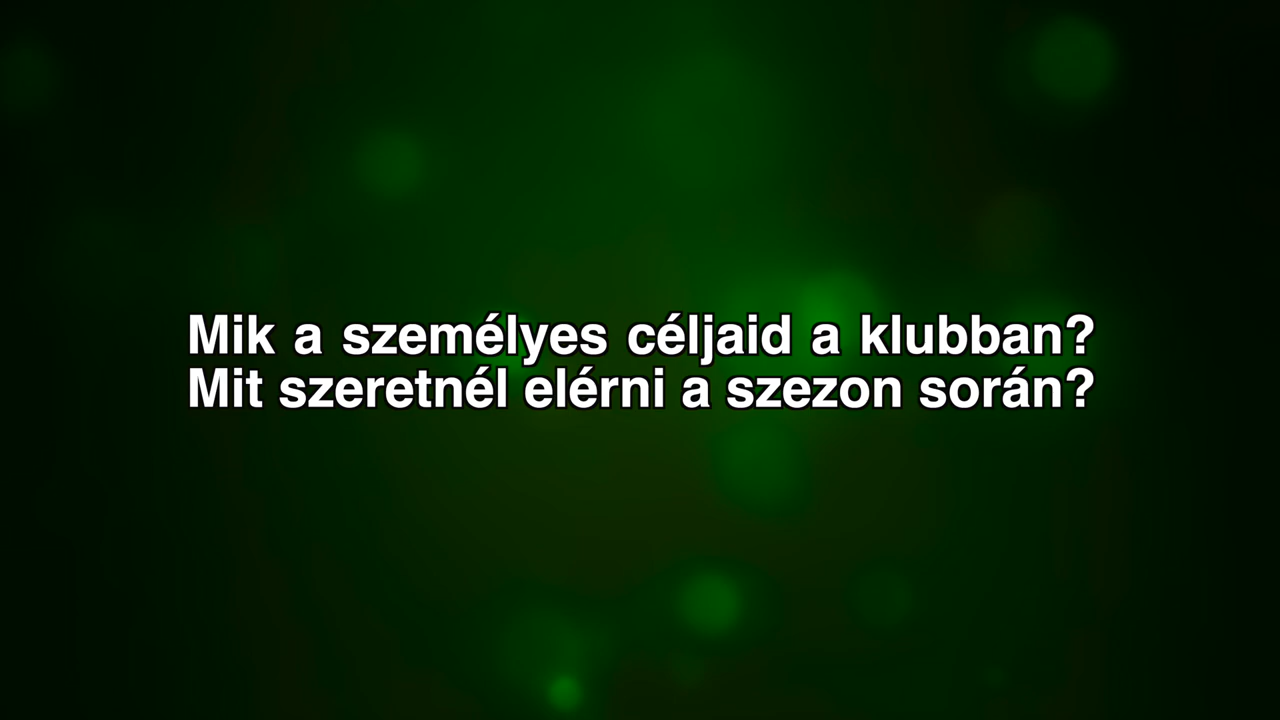 Mik a személyes céljaid a klubban?
Mit szeretnél elérni a szezon során?